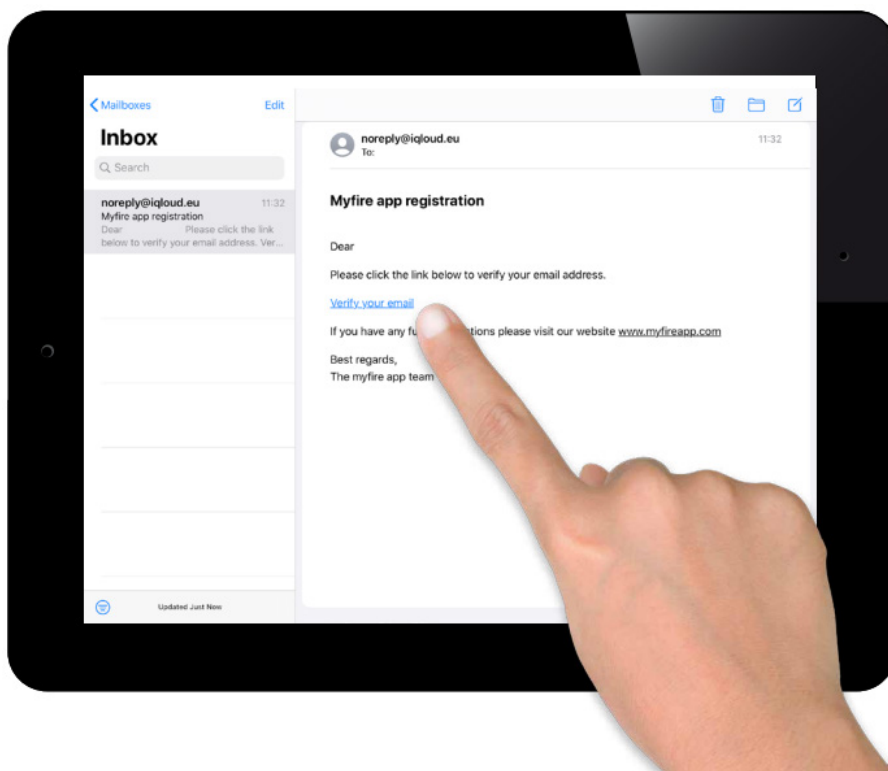 Mailboxes
Edit
Inbox
Search
noreply@iqloud.eu 11:32
Myfire app registration
Dear Please click the link
below to verify your email address. Ver...
Updated Just Now
noreply@iqloud.eu 11:32
To:
Myfire app registration
Dear
Please click the link below to verify your email address.
Verify your email
If you have any please visit our website www.myfireapp.com
Best regards,
The myfire app team